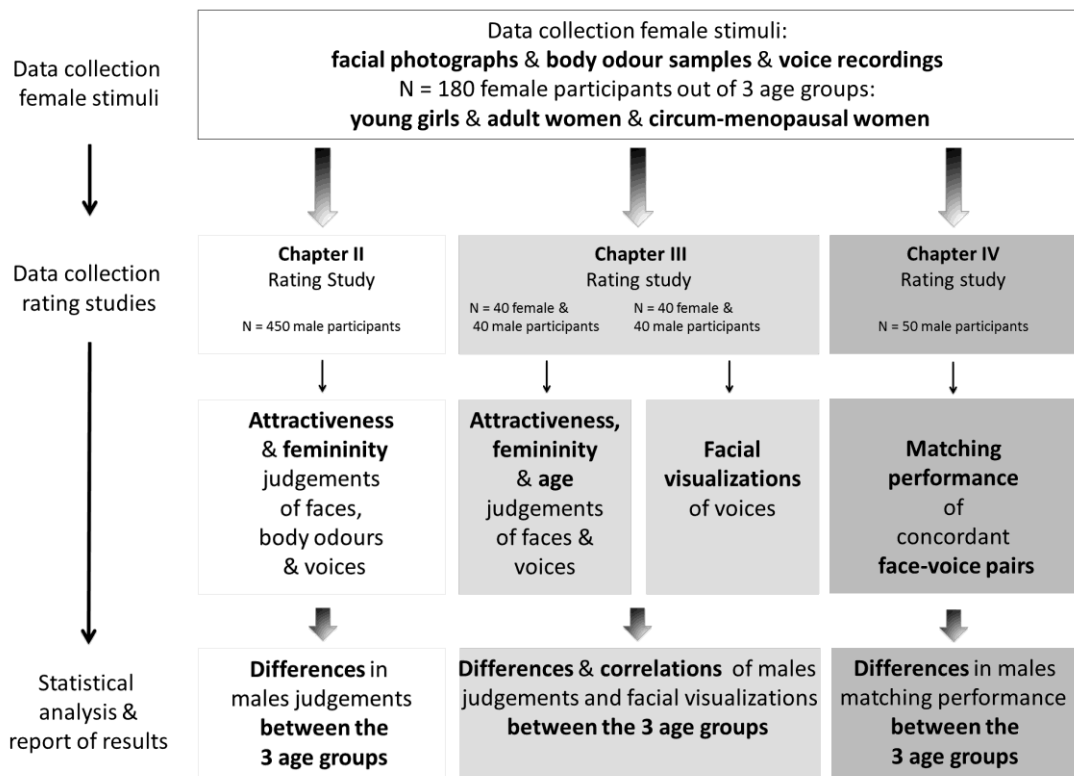 Data collection
female stimuli
Data collection female stimuli:
facial photographs & body odour samples & voice recordings
N = 180 female participants out of 3 age groups:
young girls & adult women & circum-menopausal women
Data collection
rating studies
Chapter II
Rating Study
N = 450 male participants
Chapter III
Rating study
N = 40 female &
40 male participants
N = 40 female &
40 male participants
Chapter IV
Rating study
N = 50 male participants
Attractiveness
& femininity
judgements
of faces,
body odours
& voices
Attractiveness,
femininity
& age
judgements
of faces &
voices
Facial
visualizations
of voices
Matching
performance
of
concordant
face-voice pairs
Statistical
analysis &
report of results
Differences in
males judgements
between the
3 age groups
Differences & correlations of males
judgements and facial visualizations
between the 3 age groups
Differences in males
matching performance
between the
3 age groups